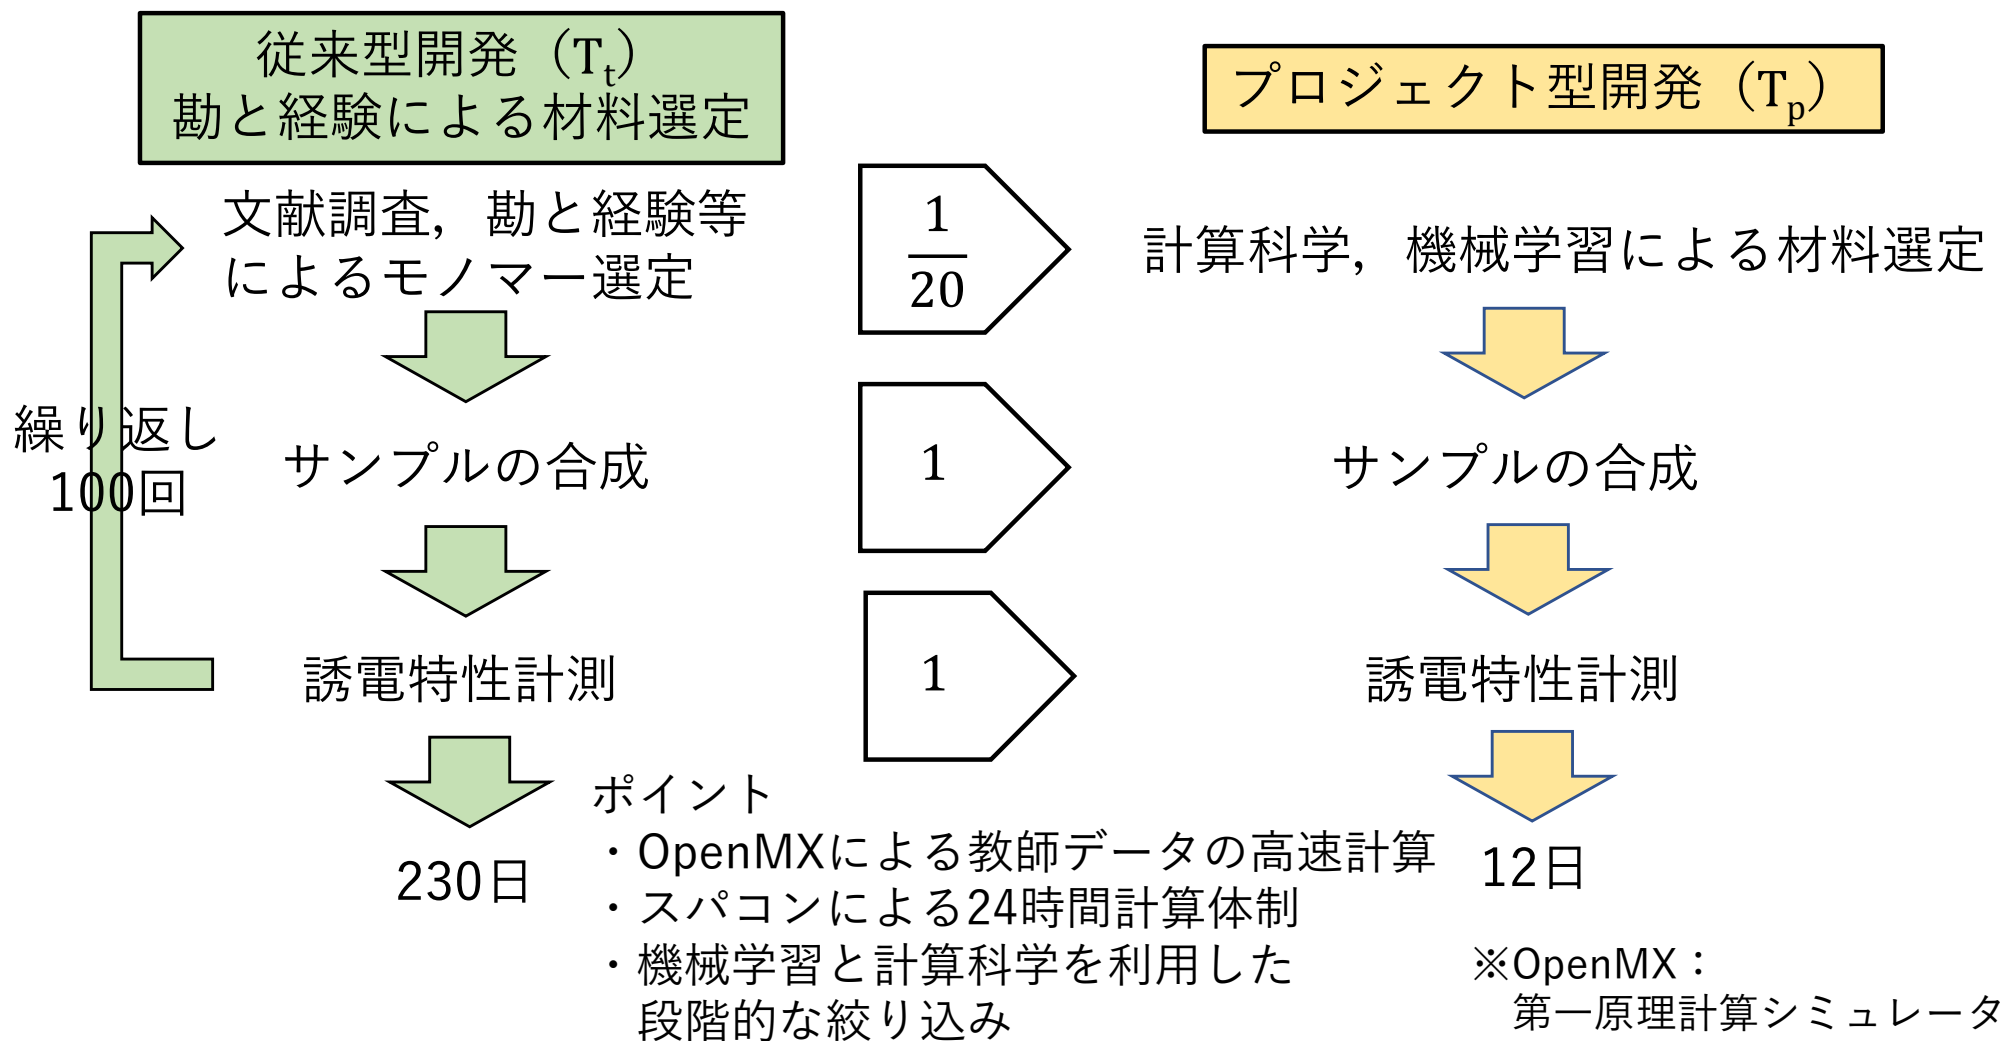 従来型開発（Tt）
勘と経験による材料選定
文献調査，勘と経験等
によるモノマー選定
サンプルの合成
誘電特性計測
繰り返し
100回
230日
1
20
1
1
プロジェクト型開発（Tp）
計算科学，機械学習による材料選定
サンプルの合成
誘電特性計測
12日
ポイント
・OpenMXによる教師データの高速計算
・スパコンによる24時間計算体制
・機械学習と計算科学を利用した
段階的な絞り込み
※OpenMX：
第一原理計算シミュレータ